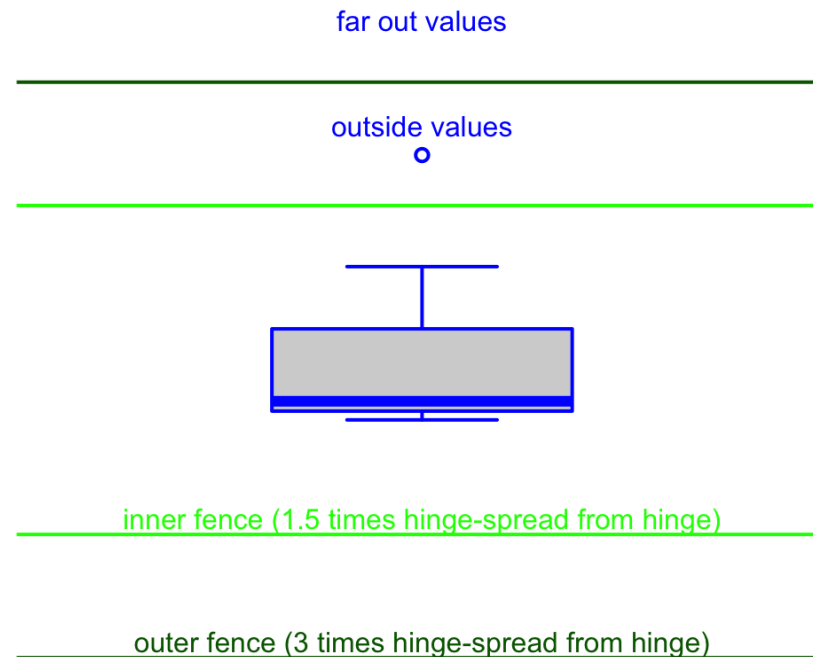 far out values
outside values
inner fence (1.5 times hinge-spread from hinge)
outer fence (3 times hinge-spread from hinge)